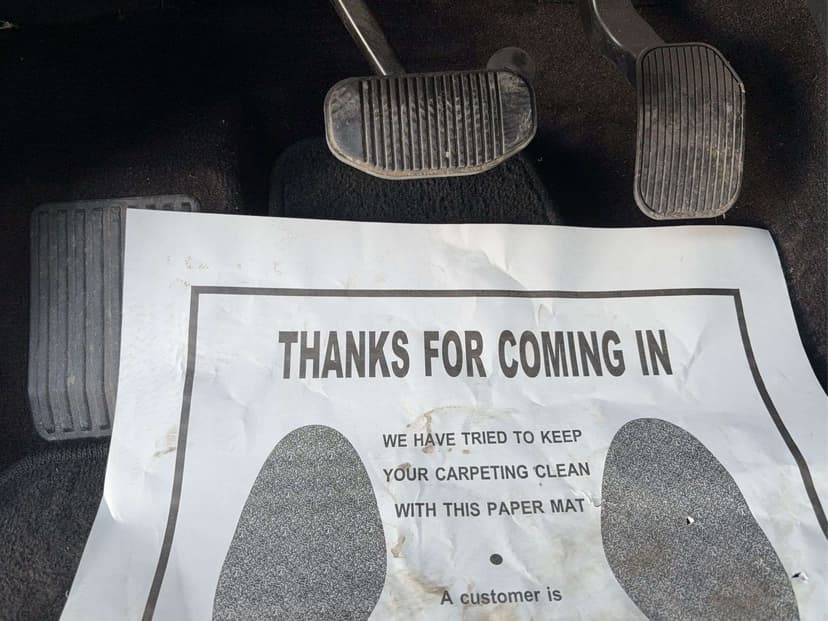 THANKS FOR COMING IN
WE HAVE TRIED TO KEEP
YOUR CARPETING CLEAN
WITH THIS PAPER MAT
A customer is